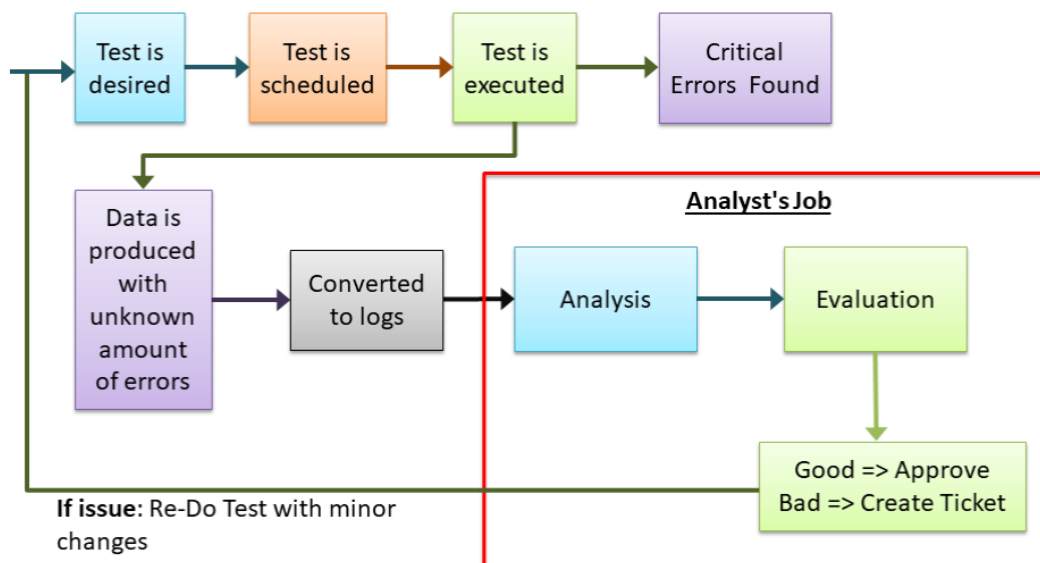 Test is
desired
Test is
scheduled
Test is
executed
Critical
Errors Found
Data is
produced
with
unknown
amount
of errors
Converted
to logs
Analyst's Job
Analysis
Evaluation
Good => Approve
Bad => Create Ticket
If issue: Re-Do Test with minor
changes